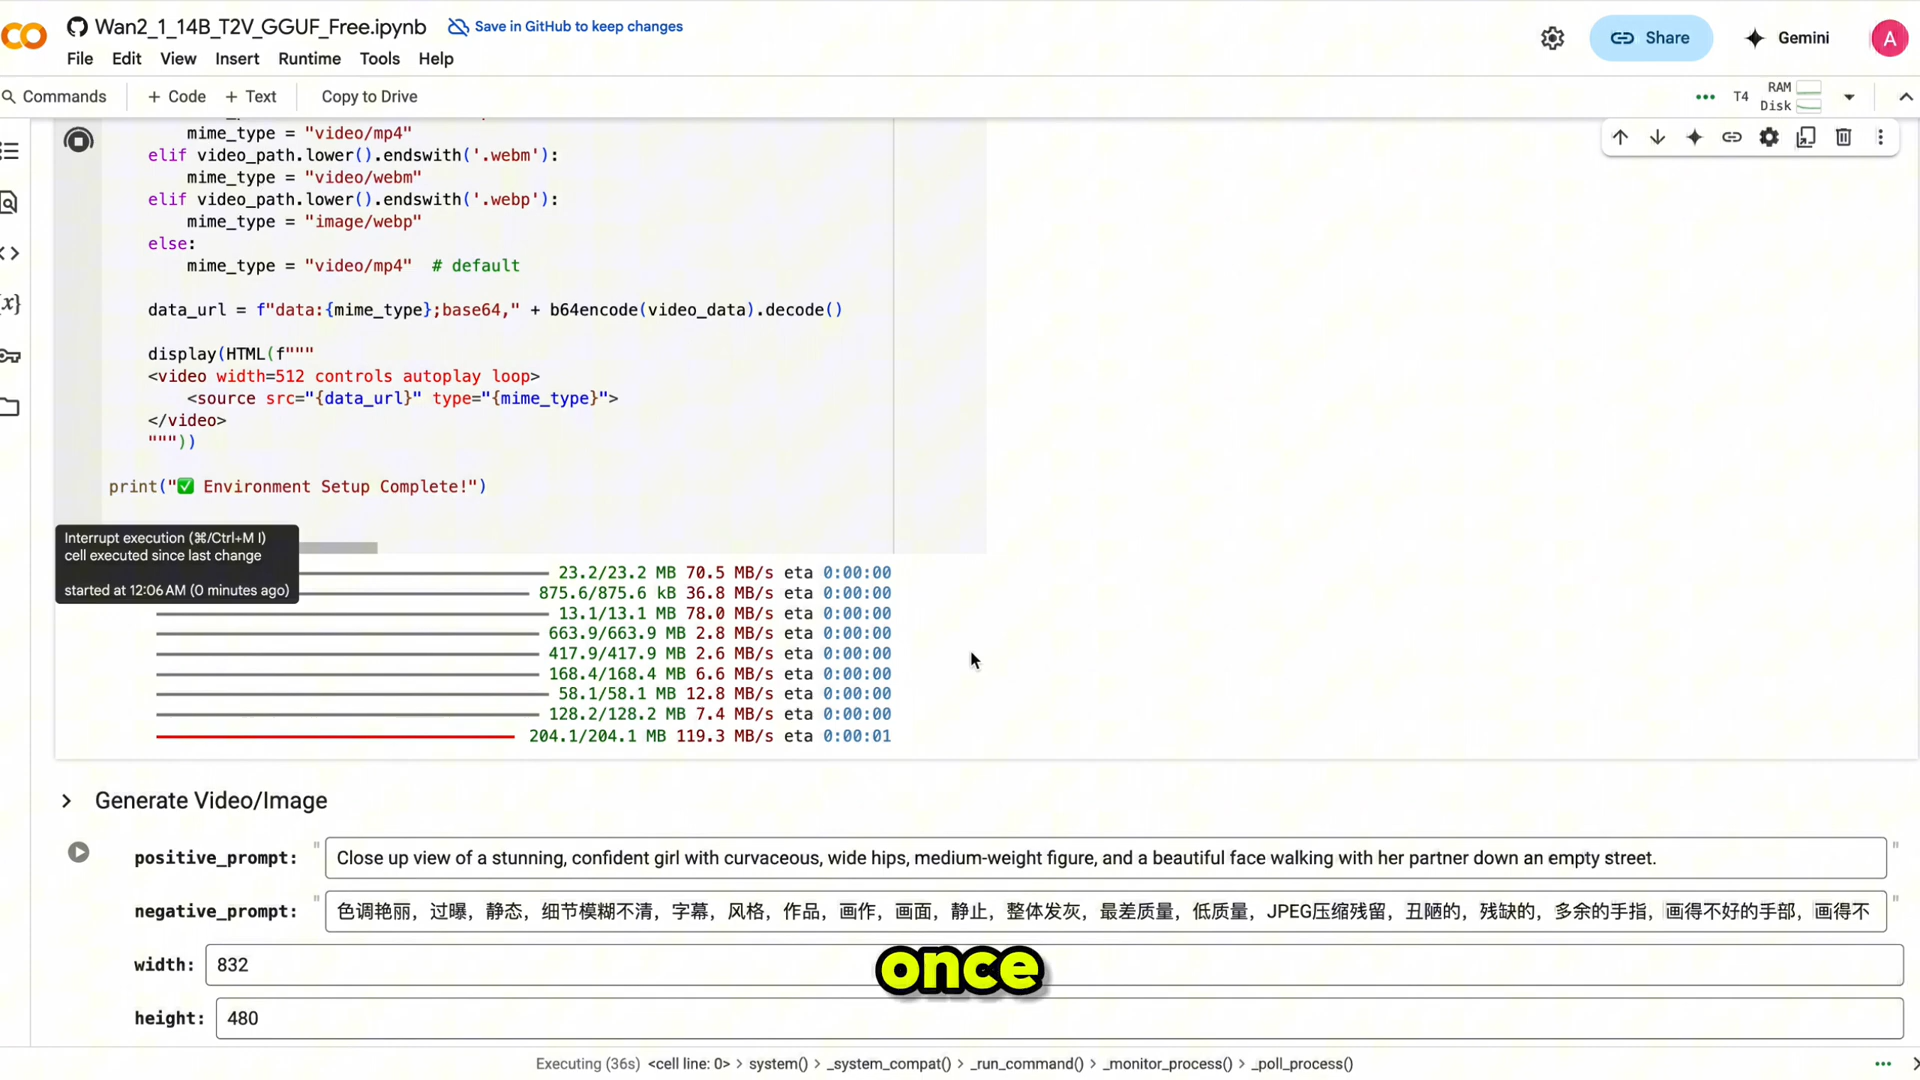 Wan2_1_14B_T2V_GGUF_Free.ipynb
Save in GitHub to keep changes
Share
Gemini
A
File Edit View Insert Runtime Tools Help
Commands
+ Code + Text
Copy to Drive
T4
RAM
Disk
mime_type = "video/mp4"
elif video_path.lower().endswith('.webm'):
mime_type = "video/webm"
elif video_path.lower().endswith('.webp'):
mime_type = "image/webp"
else:
mime_type = "video/mp4" # default
data_url = f"data:{mime_type};base64," + b64encode(video_data).decode()
display(HTML(f"""
<video width=512 controls autoplay loop>
<source src="{data_url}" type="{mime_type}">
</video>
"""))
print("✅ Environment Setup Complete!")
Interrupt execution (⌘/Ctrl+M I)
cell executed since last change
started at 12:06 AM (0 minutes ago)
23.2/23.2 MB 70.5 MB/s eta 0:00:00
875.6/875.6 kB 36.8 MB/s eta 0:00:00
13.1/13.1 MB 78.0 MB/s eta 0:00:00
663.9/663.9 MB 2.8 MB/s eta 0:00:00
417.9/417.9 MB 2.6 MB/s eta 0:00:00
168.4/168.4 MB 6.6 MB/s eta 0:00:00
58.1/58.1 MB 12.8 MB/s eta 0:00:00
128.2/128.2 MB 7.4 MB/s eta 0:00:00
204.1/204.1 MB 119.3 MB/s eta 0:00:01
Generate Video/Image
positive_prompt: " Close up view of a stunning, confident girl with curvaceous, wide hips, medium-weight figure, and a beautiful face walking with her partner down an empty street. "
negative_prompt: " 色调艳丽，过曝，静态，细节模糊不清，字幕，风格，作品，画作，画面，静止，整体发灰，最差质量，低质量，JPEG压缩残留，丑陋的，残缺的，多余的手指，画得不好的手部，画得不 "
width: 832
once
height: 480
Executing (36s) <cell line: 0> > system() > _system_compat() > _run_command() > _monitor_process() > _poll_process()